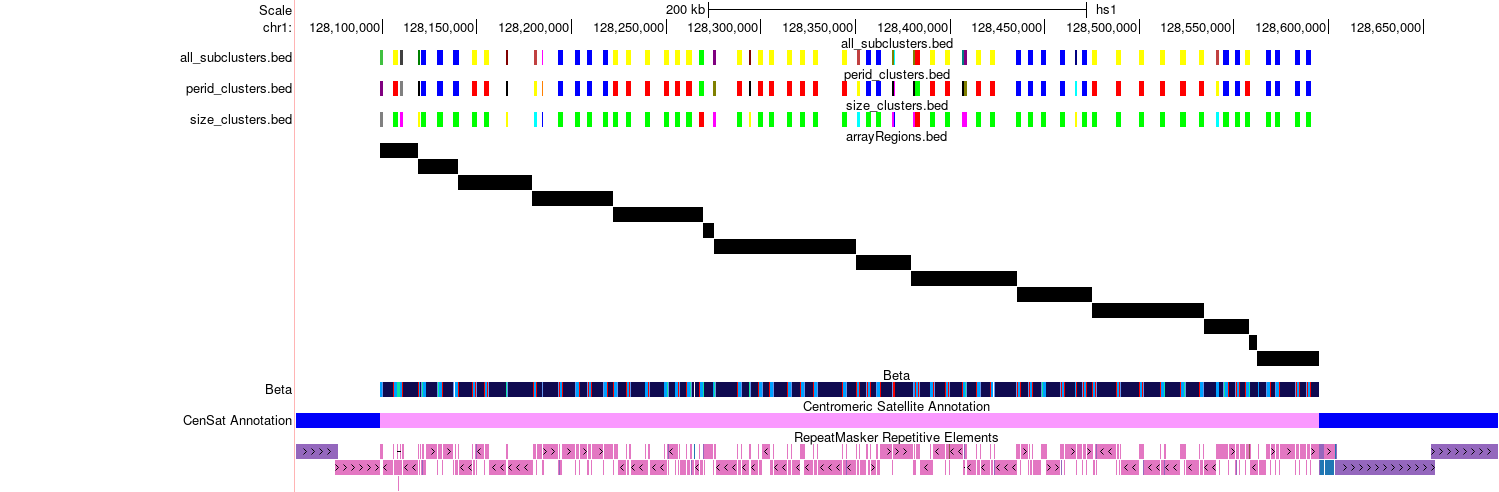 Scale 200 kb hs1
chr1: 128,100,000 128,150,000 128,200,000 128,250,000 128,300,000 128,350,000 128,400,000 128,450,000 128,500,000 128,550,000 128,600,000 128,650,000
all_subclusters.bed
all_subclusters.bed
perid_clusters.bed
perid_clusters.bed
size_clusters.bed
size_clusters.bed
arrayRegions.bed
Beta
Beta
Centromeric Satellite Annotation
CenSat Annotation
RepeatMasker Repetitive Elements